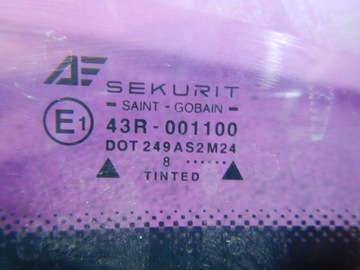 SEKURIT
SAINT - GOBAIN
E1 43R - 001100
DOT 249AS2M24
8 ······
TINTED